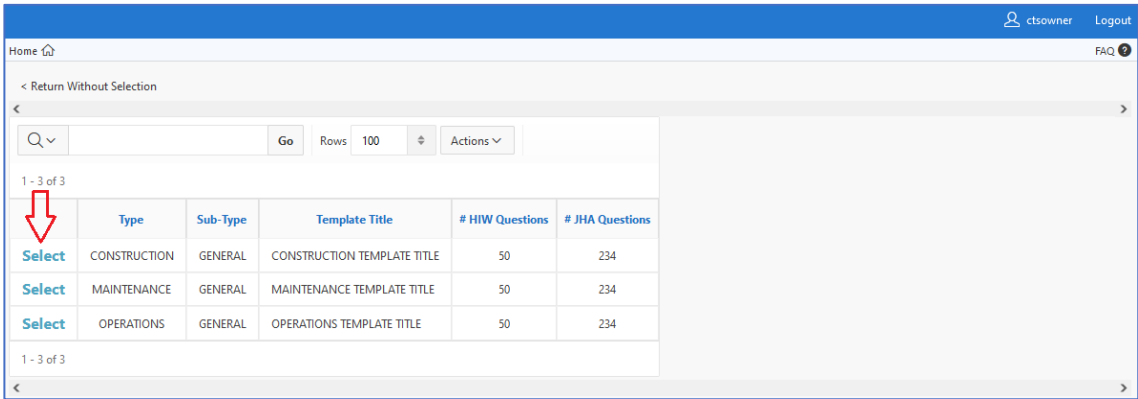 ctsowner Logout
Home FAQ ?
< Return Without Selection
Go Rows 100 Actions
1 - 3 of 3
Type Sub-Type Template Title # HIW Questions # JHA Questions
Select CONSTRUCTION GENERAL CONSTRUCTION TEMPLATE TITLE 50 234
Select MAINTENANCE GENERAL MAINTENANCE TEMPLATE TITLE 50 234
Select OPERATIONS GENERAL OPERATIONS TEMPLATE TITLE 50 234
1 - 3 of 3